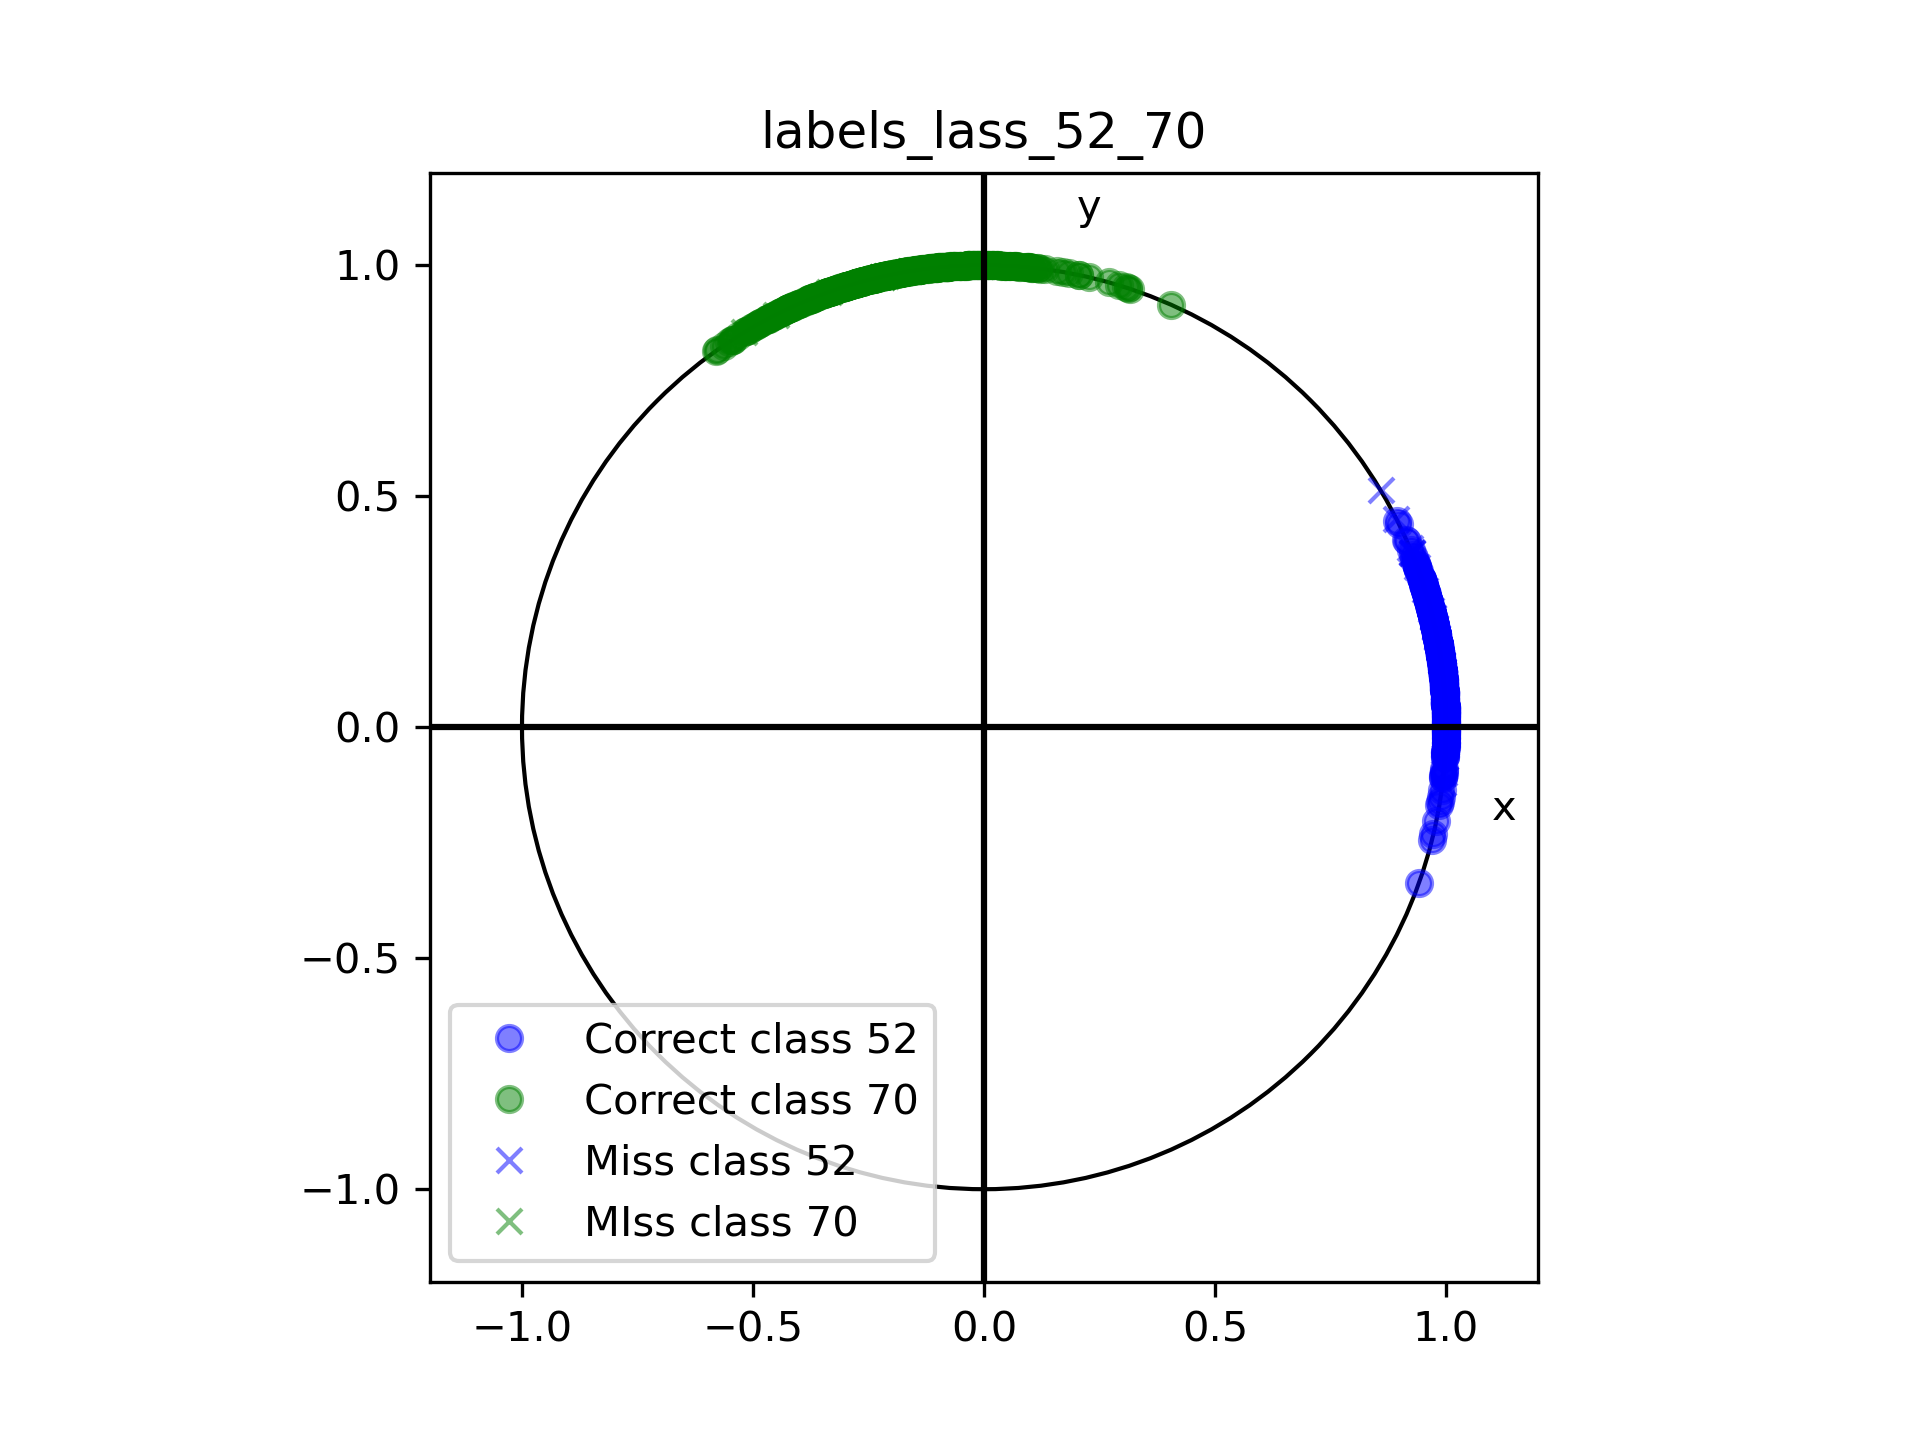 labels_lass_52_70
y
1.0
0.5
0.0
x
−0.5
−1.0
Correct class 52
Correct class 70
Miss class 52
MIss class 70
−1.0 −0.5 0.0 0.5 1.0